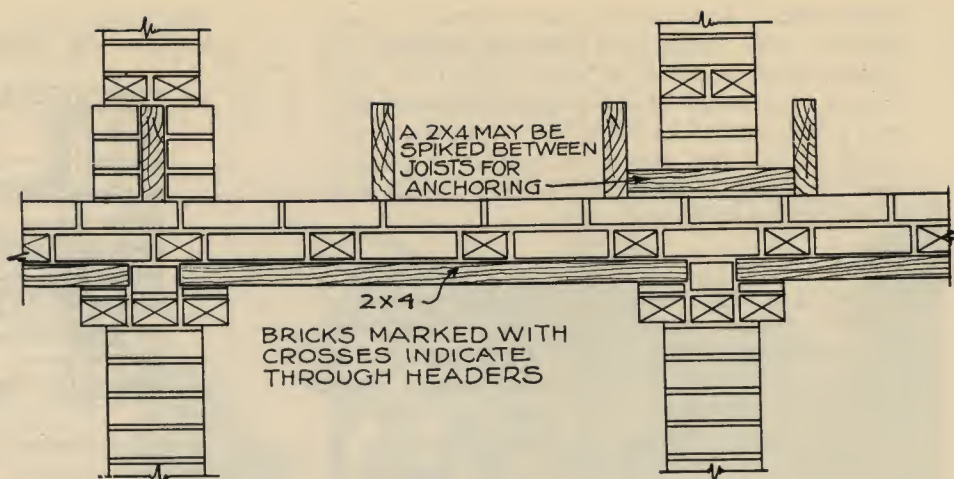 A 2X4 MAY BE
SPIKED BETWEEN
JOISTS FOR
ANCHORING
2X4
BRICKS MARKED WITH
CROSSES INDICATE
THROUGH HEADERS